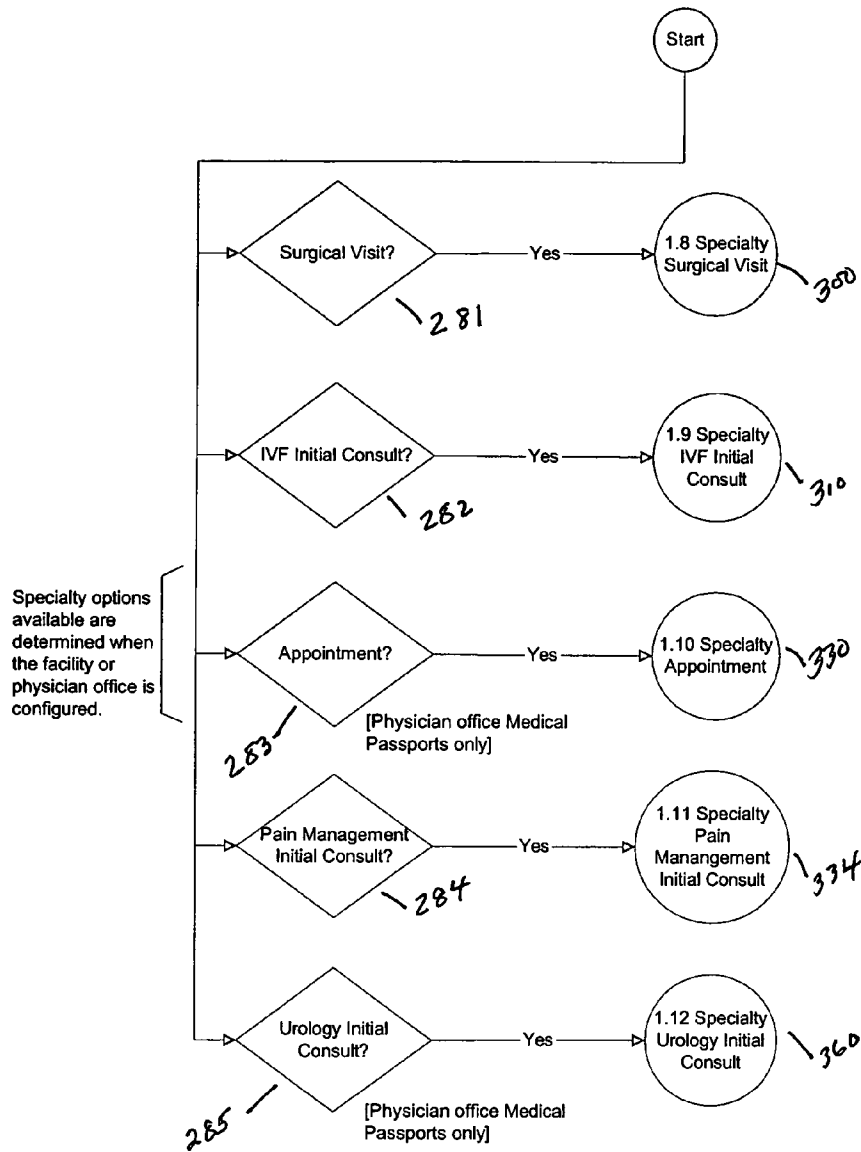 Start
Surgical Visit?
Yes
1.8 Specialty
Surgical Visit
300
281
IVF Initial Consult?
Yes
1.9 Specialty
IVF Initial
Consult
310
282
Specialty options
available are
determined when
the facility or
physician office is
configured.
Appointment?
Yes
1.10 Specialty
Appointment
330
283
[Physician office Medical
Passports only]
Pain Management
Initial Consult?
Yes
1.11 Specialty
Pain
Manangement
Initial Consult
334
284
Urology Initial
Consult?
Yes
1.12 Specialty
Urology Initial
Consult
360
285
[Physician office Medical
Passports only]